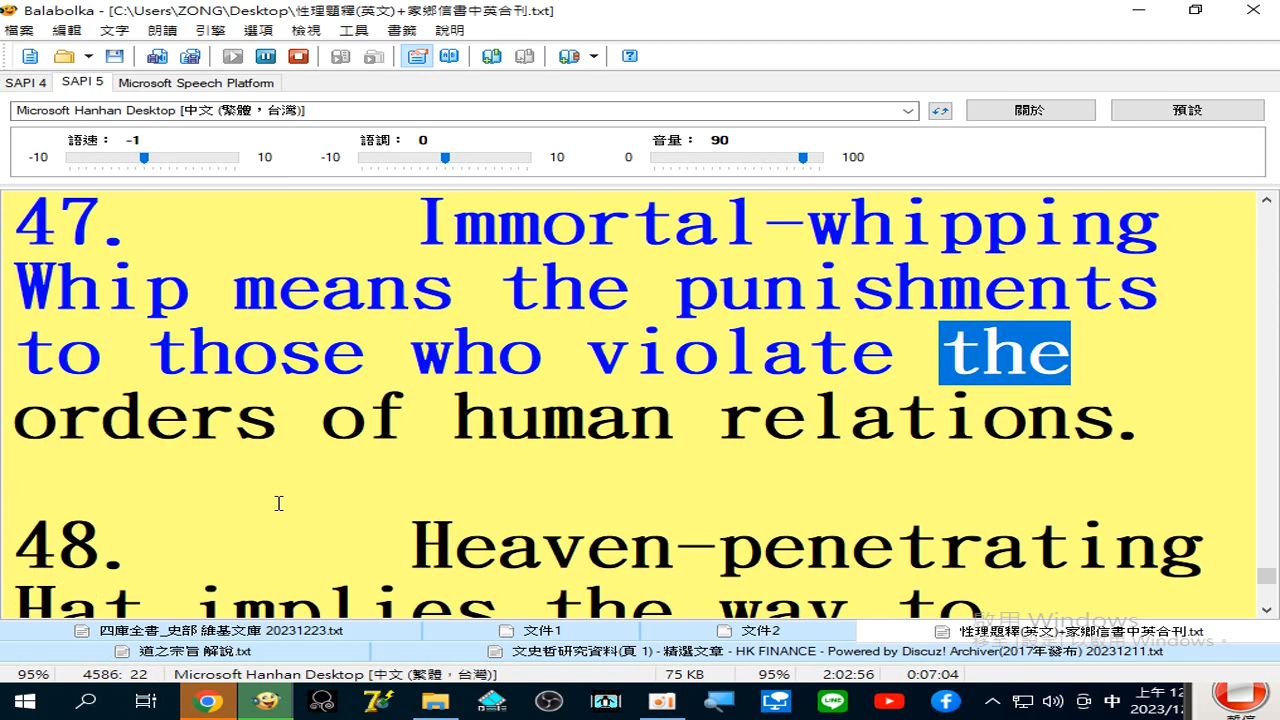 Balabolka - [C:\Users\ZONG\Desktop\性理題釋(英文)+家鄉信書中英合刊.txt]
檔案 編輯 文字 朗讀 引擎 選項 檢視 工具 書籤 說明
SAPI 4 SAPI 5 Microsoft Speech Platform
Microsoft Hanhan Desktop [中文 (繁體，台灣)] 關於 預設
語速： -1 語調： 0 音量： 90
-10 10 -10 10 0 100
47. Immortal-whipping
Whip means the punishments
to those who violate the
orders of human relations.
48. Heaven-penetrating
Hat implies the way to
啟用 Windows
四庫全書_史部 維基文庫 20231223.txt 文件1 文件2 性理題釋(英文)+家鄉信書中英合刊.txt
道之宗旨 解說.txt 文史哲研究資料(頁 1) - 精選文章 - HK FINANCE - Powered by Discuz! Archiver(2017年發布) 20231211.txt
95% 4586: 22 Microsoft Hanhan Desktop [中文 (繁體，台灣)] 75 KB 95% 2:02:56 0:07:04
中 上午 12
2023/12